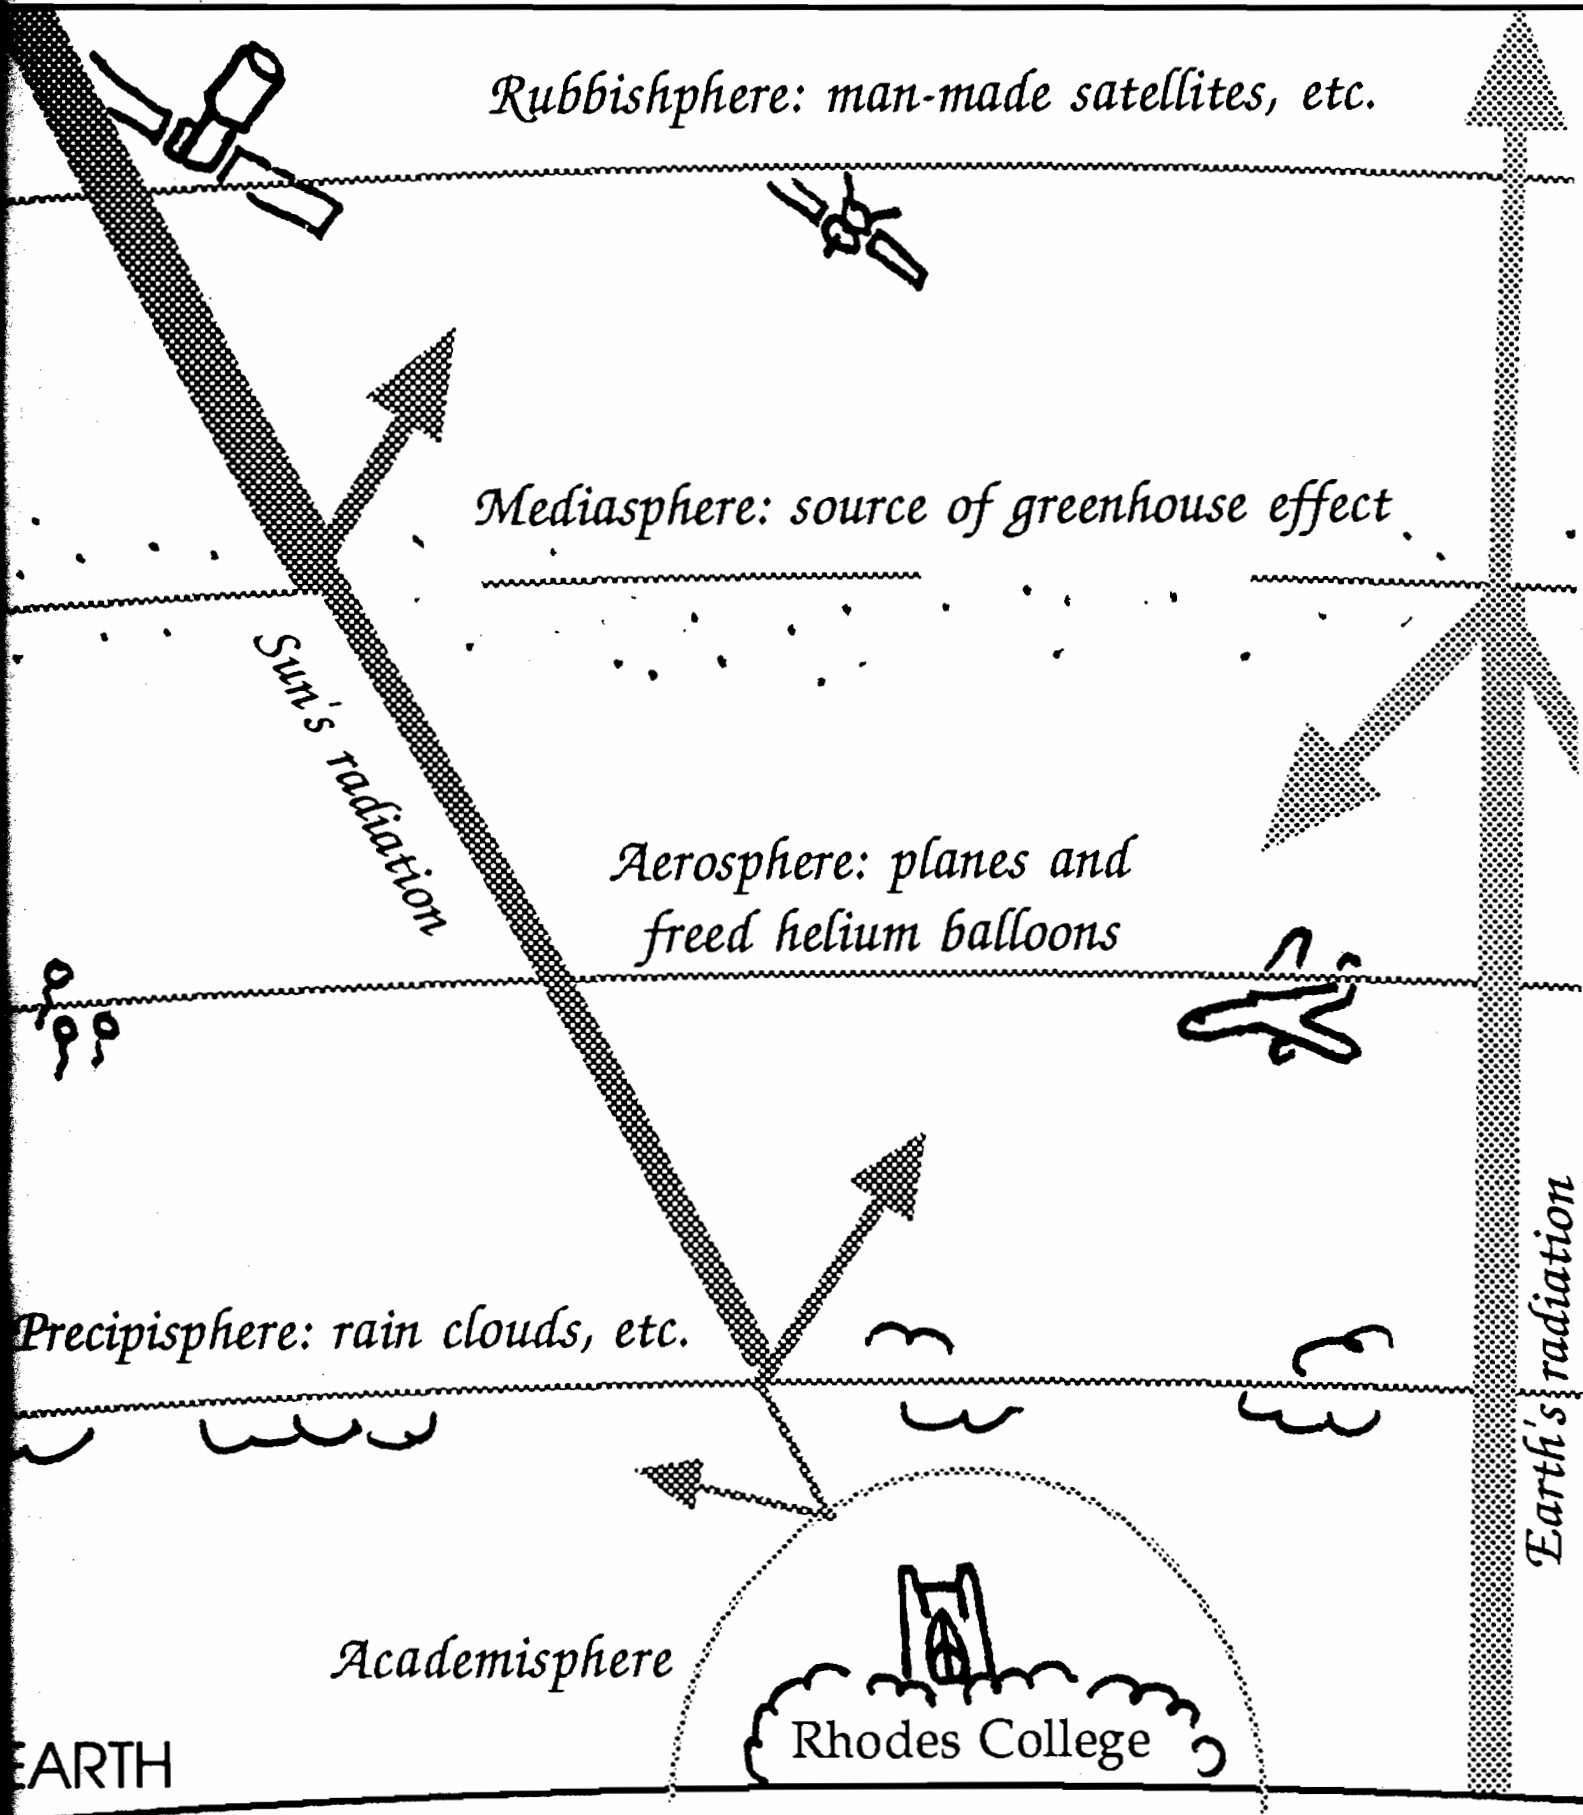 Rubbishphere: man-made satellites, etc.
Mediasphere: source of greenhouse effect
Sun's radiation
Aerosphere: planes and
freed helium balloons
Precipisphere: rain clouds, etc.
Earth's radiation
Academisphere
Rhodes College
EARTH